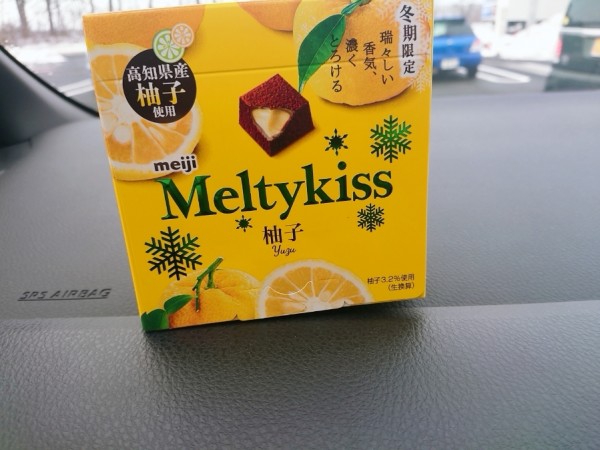 冬期限定
瑞々しい
香気、
濃く
とろける
高知県産
柚子
使用
meiji
Meltykiss
柚子
Yuzu
柚子3.2%使用
(生換算)
SRS AIRBAG